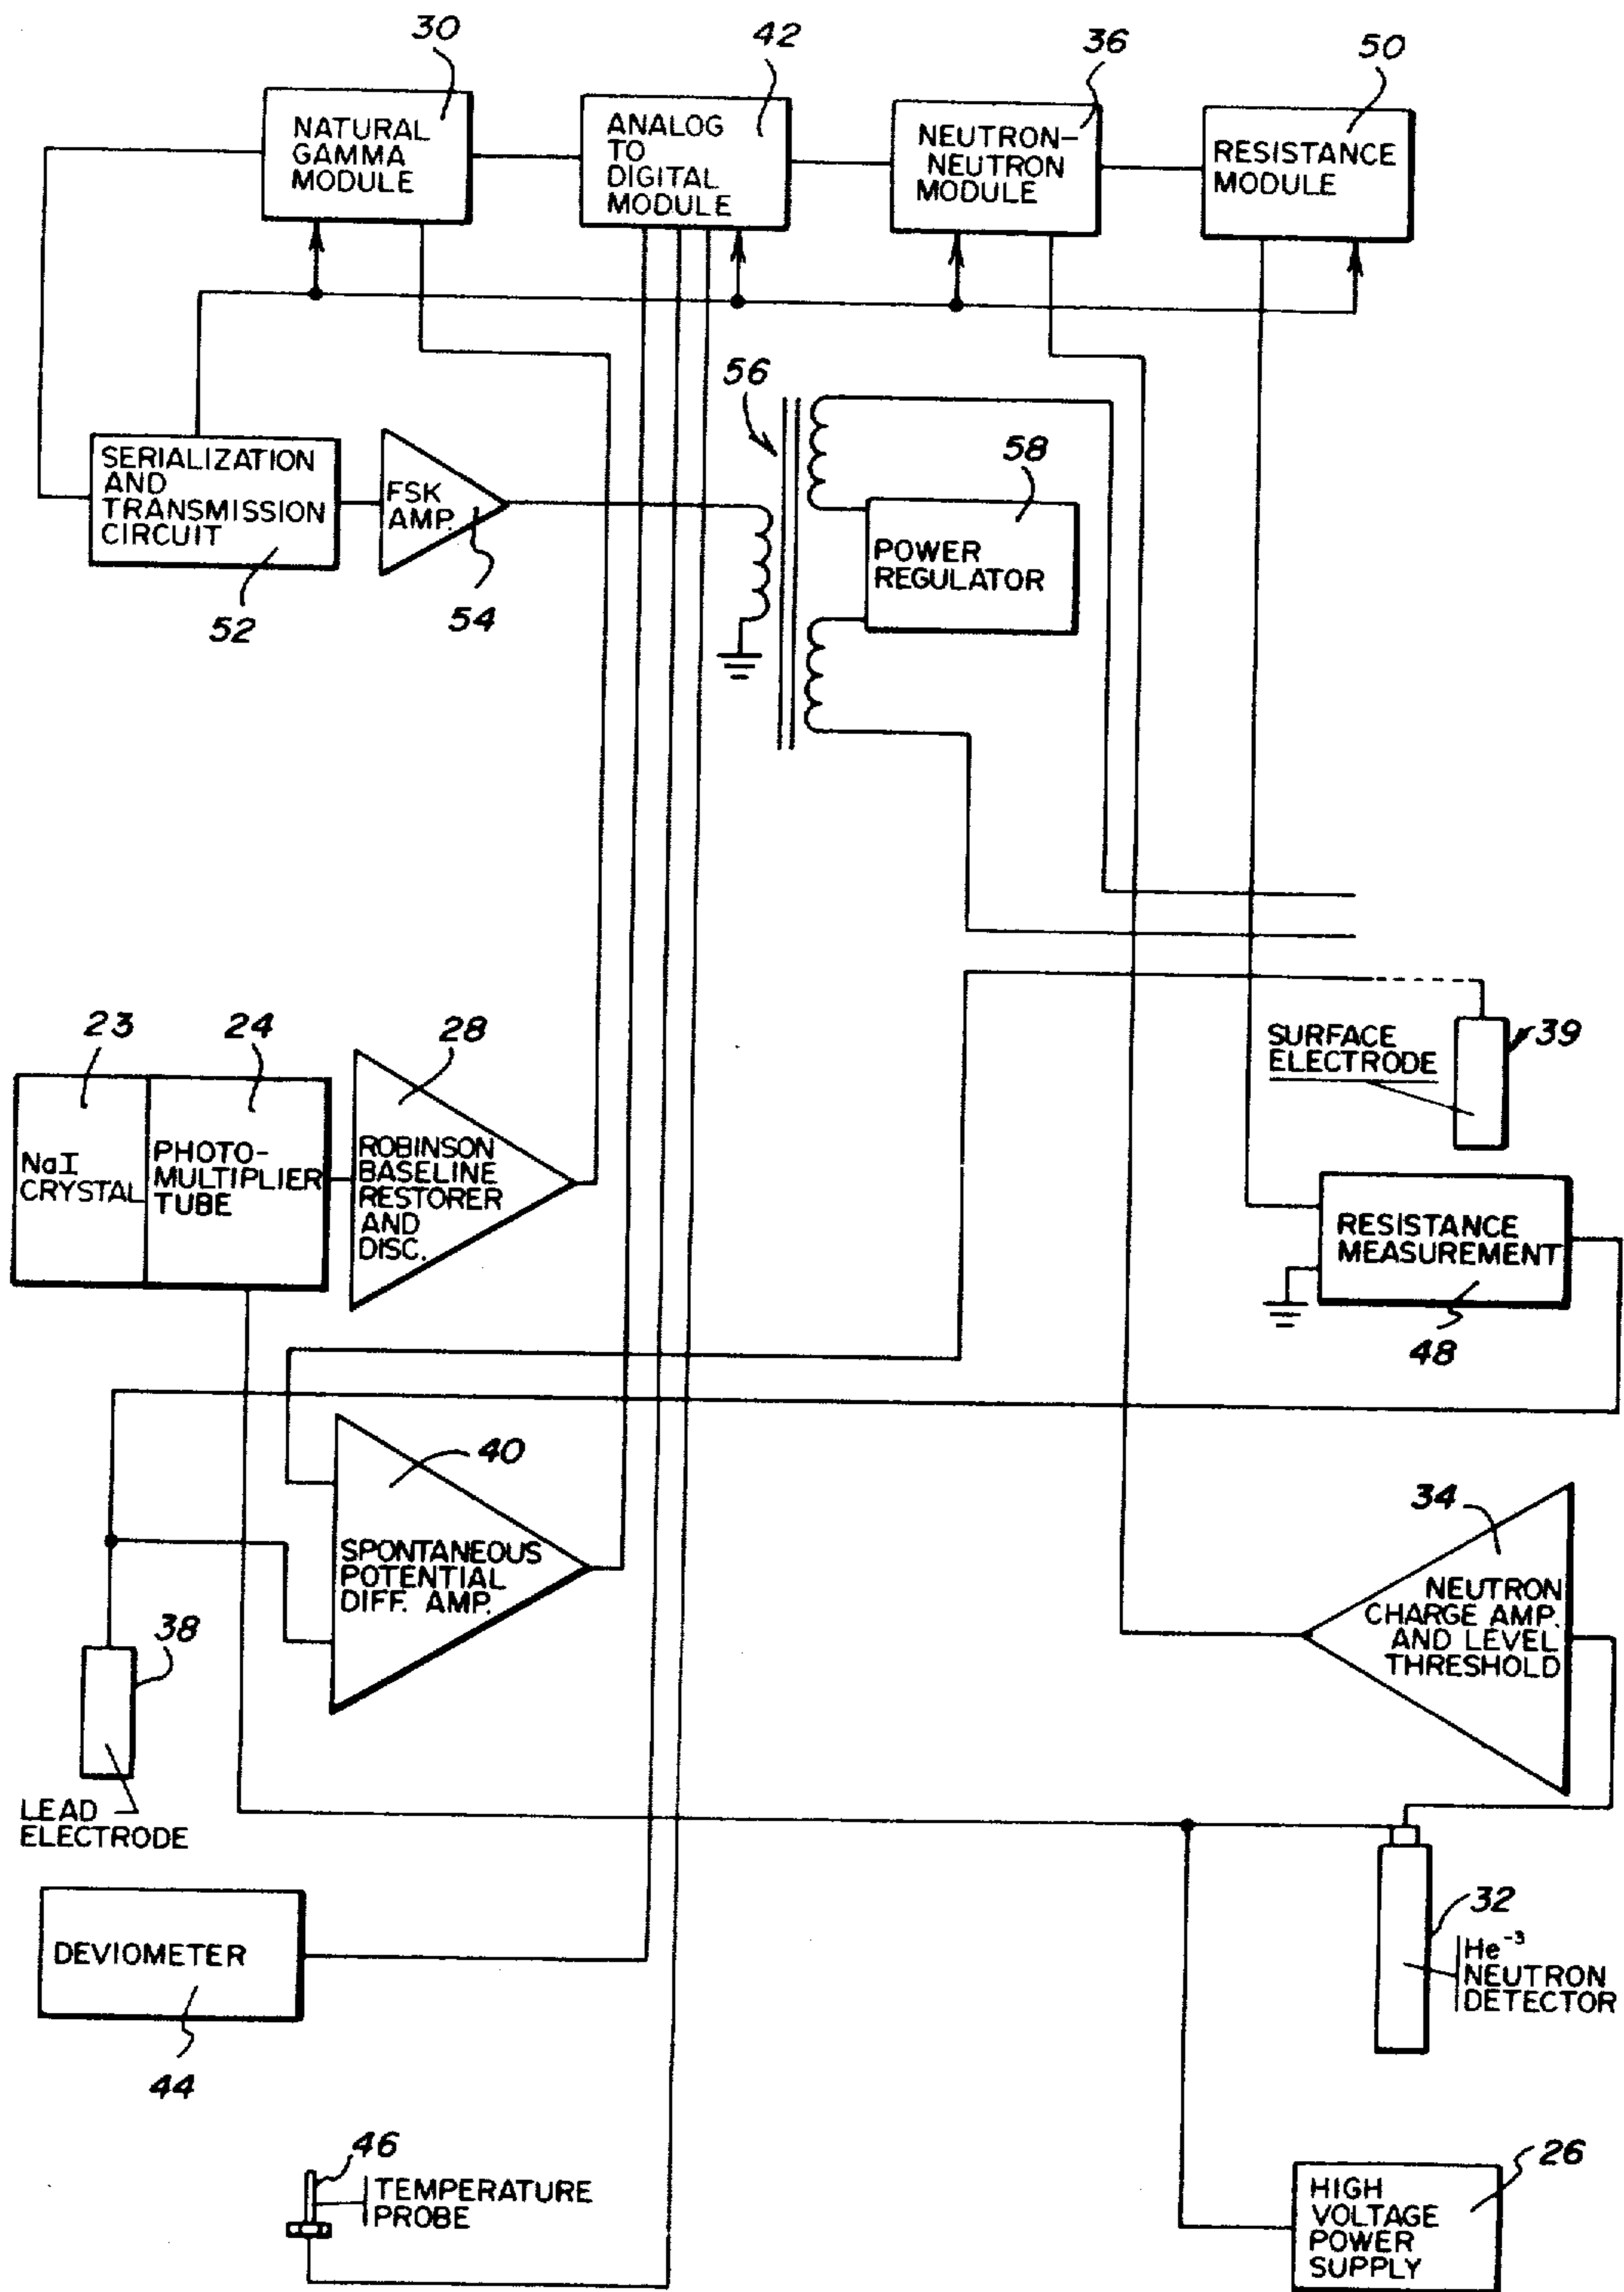 30
42
36
50
NATURAL
GAMMA
MODULE
ANALOG
TO
DIGITAL
MODULE
NEUTRON-
NEUTRON
MODULE
RESISTANCE
MODULE
56
58
SERIALIZATION
AND
TRANSMISSION
CIRCUIT
FSK
AMP.
POWER
REGULATOR
52
54
23
24
28
SURFACE
ELECTRODE
39
NaI
CRYSTAL
PHOTO-
MULTIPLIER
TUBE
ROBINSON
BASELINE
RESTORER
AND
DISC.
RESISTANCE
MEASUREMENT
48
40
34
SPONTANEOUS
POTENTIAL
DIFF. AMP.
NEUTRON
CHARGE AMP.
AND LEVEL
THRESHOLD
38
LEAD
ELECTRODE
32
He⁻³
NEUTRON
DETECTOR
DEVIOMETER
44
46
TEMPERATURE
PROBE
26
HIGH
VOLTAGE
POWER
SUPPLY